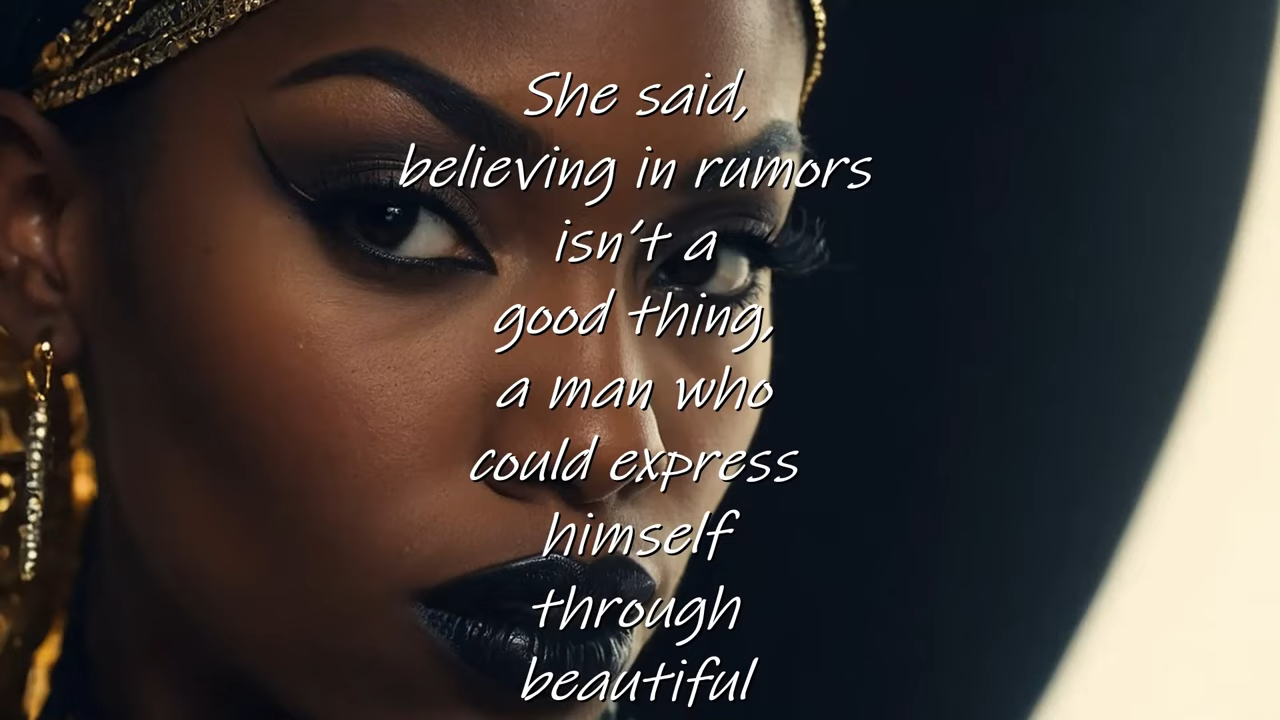 She said,
believing in rumors
isn't a
good thing,
a man who
could express
himself
through
beautiful